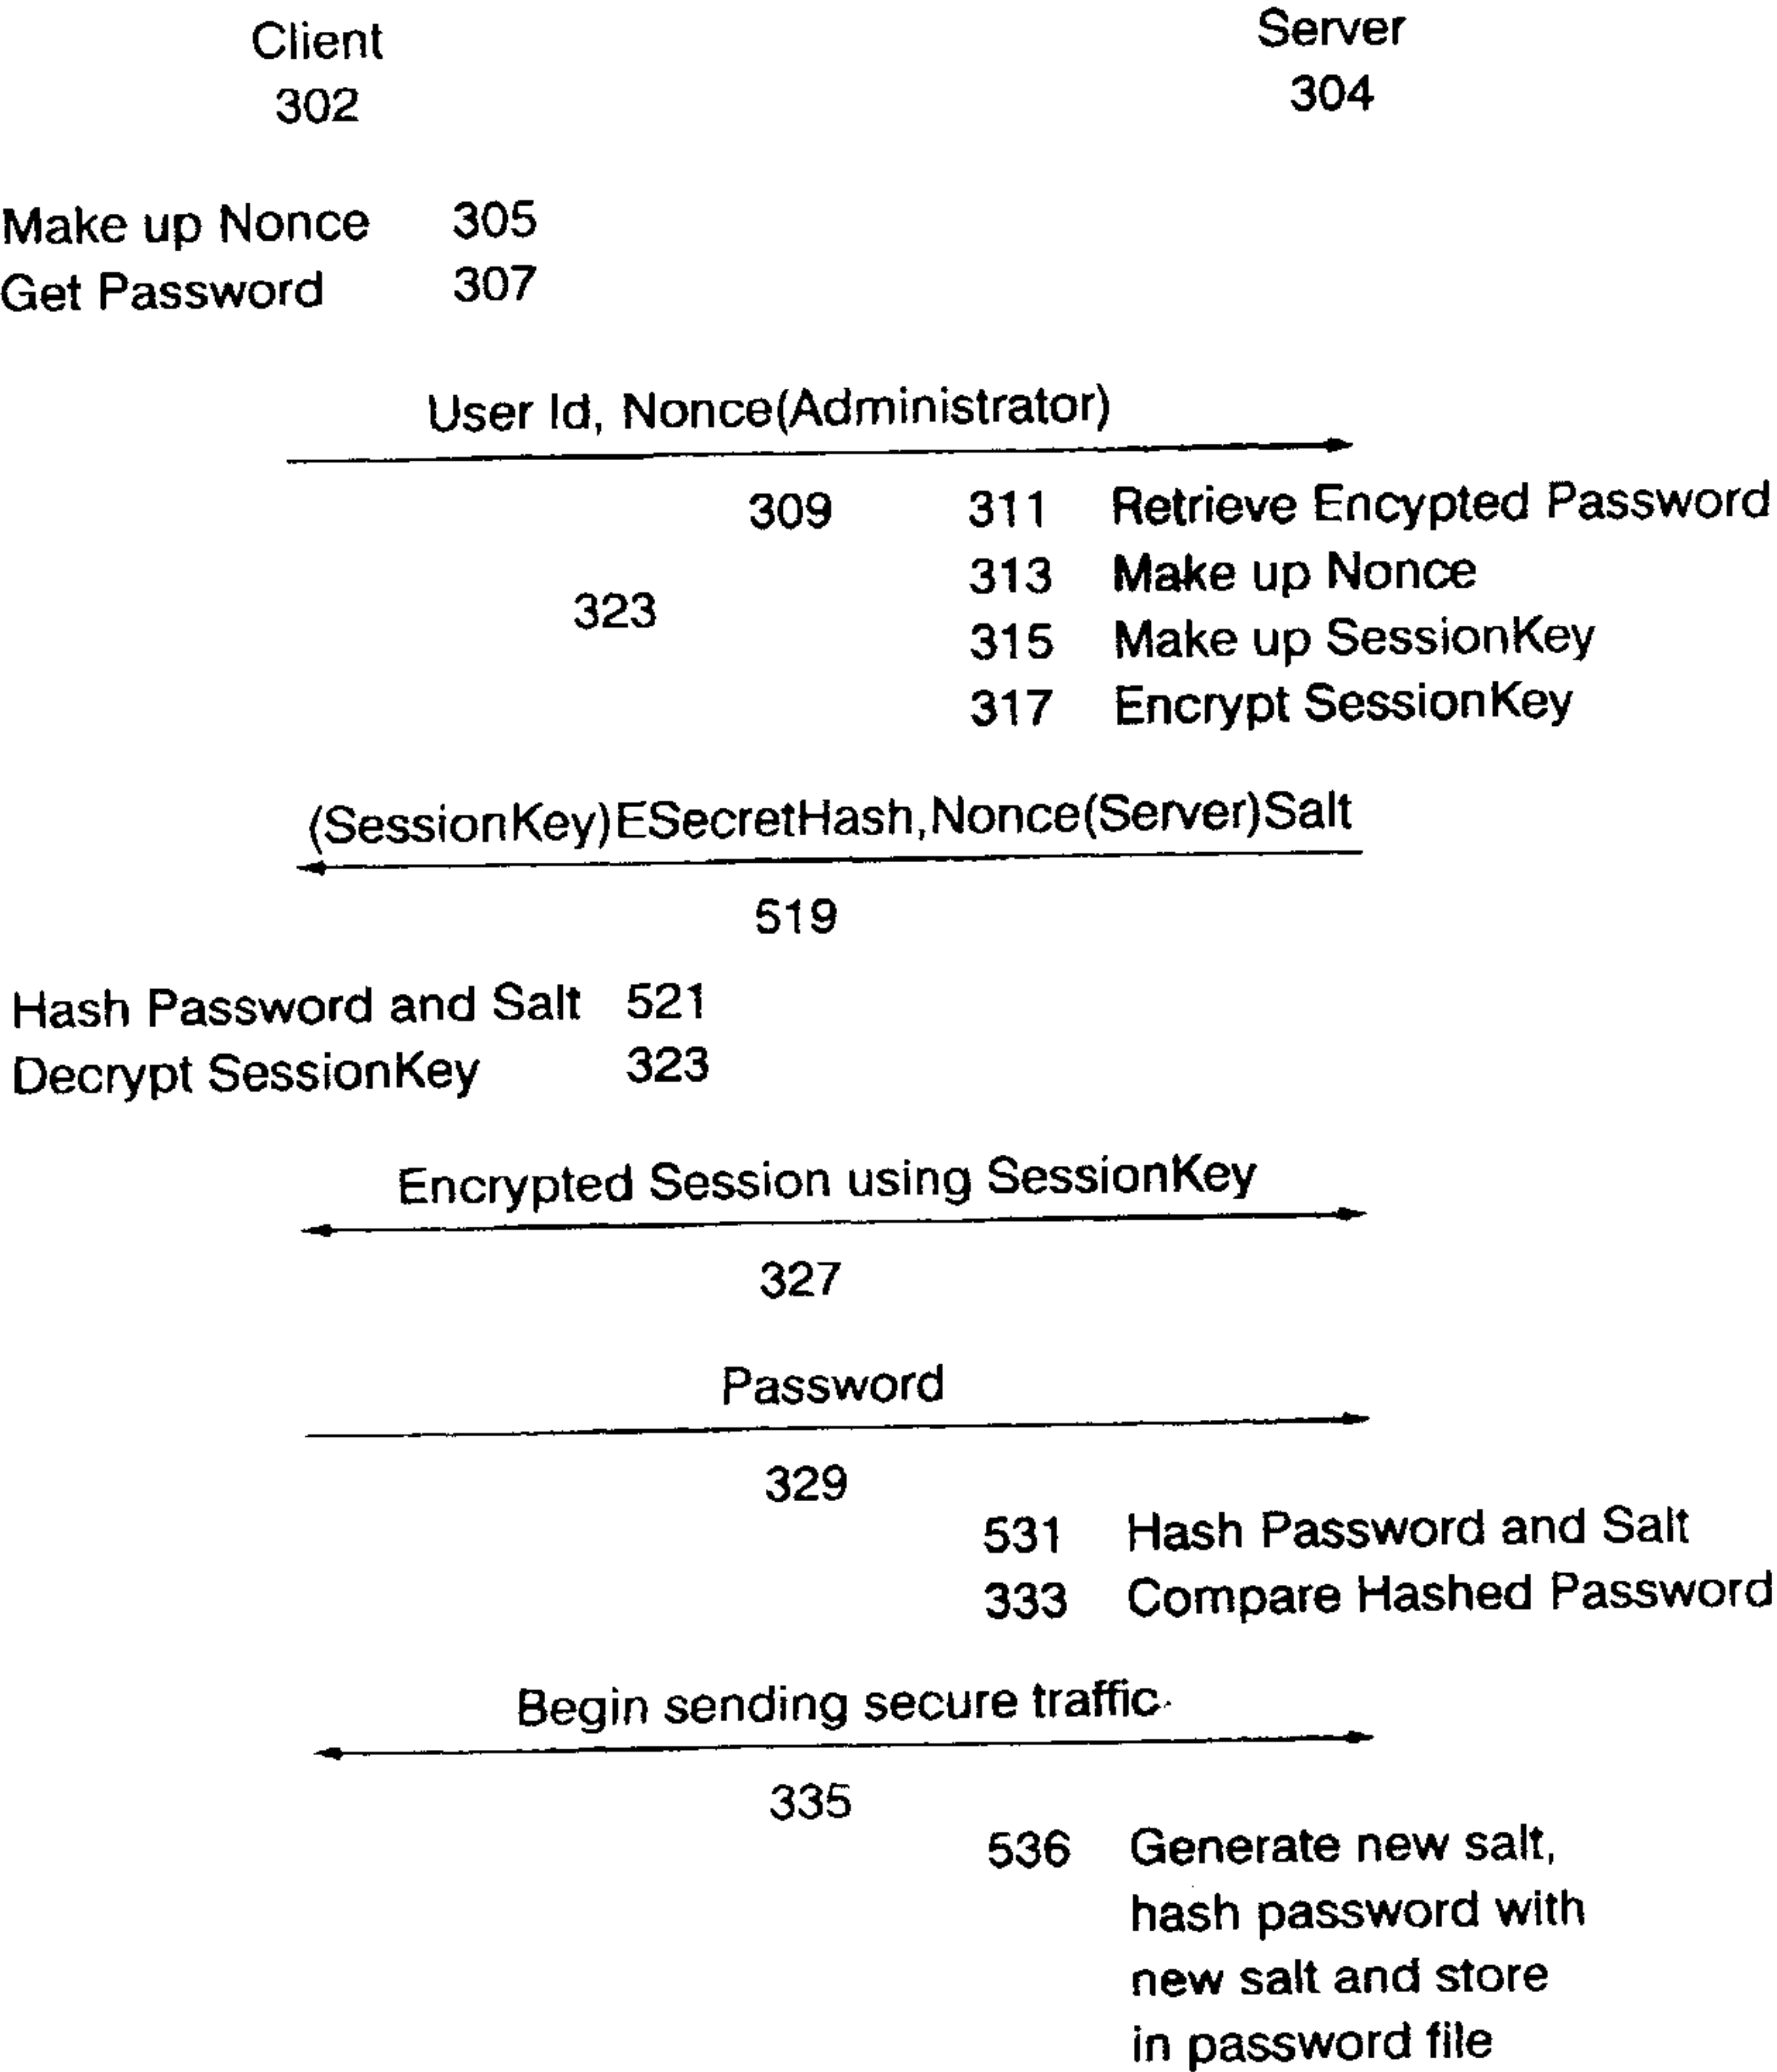 Client
Server
302
304
Make up Nonce 305
Get Password 307
User Id, Nonce(Administrator)
309
311 Retrieve Encypted Password
313 Make up Nonce
323
315 Make up SessionKey
317 Encrypt SessionKey
(SessionKey)ESecretHash,Nonce(Server)Salt
519
Hash Password and Salt 521
Decrypt SessionKey 323
Encrypted Session using SessionKey
327
Password
329
531 Hash Password and Salt
333 Compare Hashed Password
Begin sending secure traffic
335
536 Generate new salt,
hash password with
new salt and store
in password file